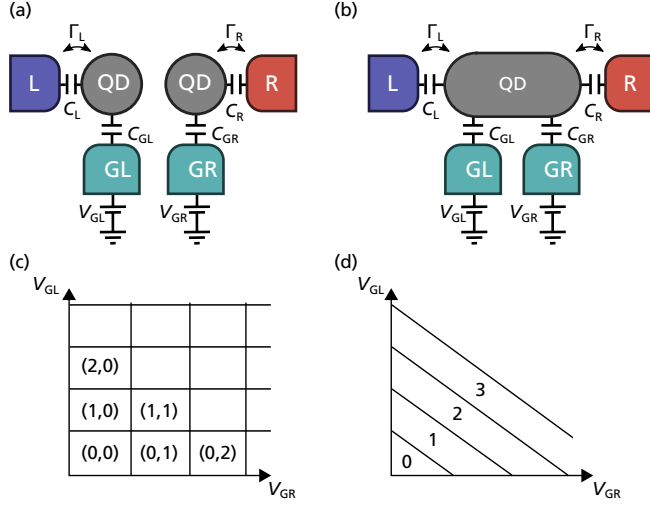 (a)
ΓL
ΓR
L
QD
QD
R
CL
CGL
CGR
CR
GL
GR
VGL
VGR
(b)
ΓL
ΓR
L
QD
R
CL
CGL
CGR
CR
GL
GR
VGL
VGR
(c)
VGL
(2,0)
(1,0) (1,1)
(0,0) (0,1) (0,2)
VGR
(d)
VGL
3
2
1
0
VGR